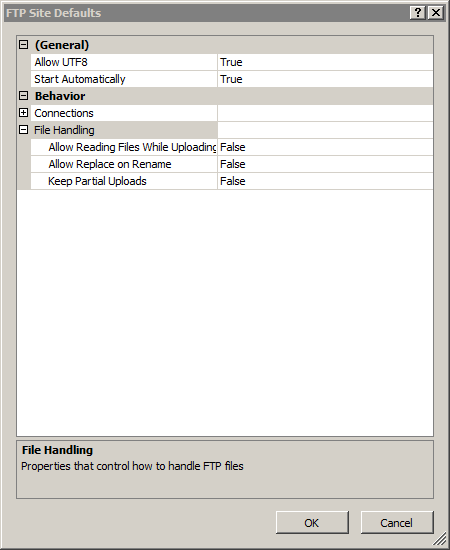 FTP Site Defaults
(General)
Allow UTF8 True
Start Automatically True
Behavior
Connections
File Handling
Allow Reading Files While Uploading False
Allow Replace on Rename False
Keep Partial Uploads False
File Handling
Properties that control how to handle FTP files
OK Cancel